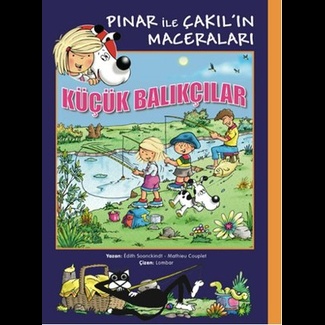 PINAR İLE ÇAKIL'IN
MACERALARI
KÜÇÜK BALIKÇILAR
Yazan: Edith Soonckindt - Mathieu Couplet
Çizen: Lombar